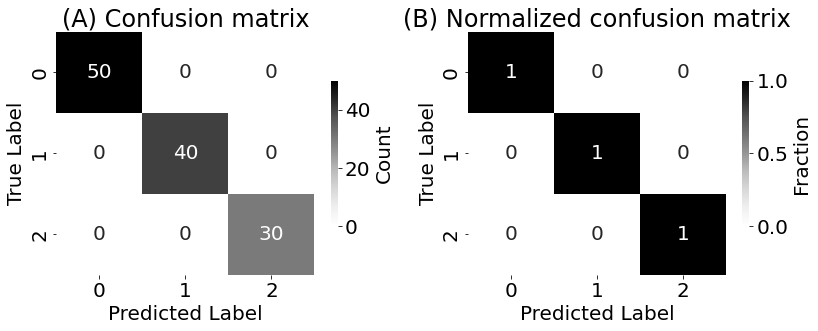 (A) Confusion matrix
True Label
0 50 0 0
1 0 40 0
2 0 0 30
0 1 2
Predicted Label
40
20
0
Count
(B) Normalized confusion matrix
True Label
0 1 0 0
1 0 1 0
2 0 0 1
0 1 2
Predicted Label
1.0
0.5
0.0
Fraction